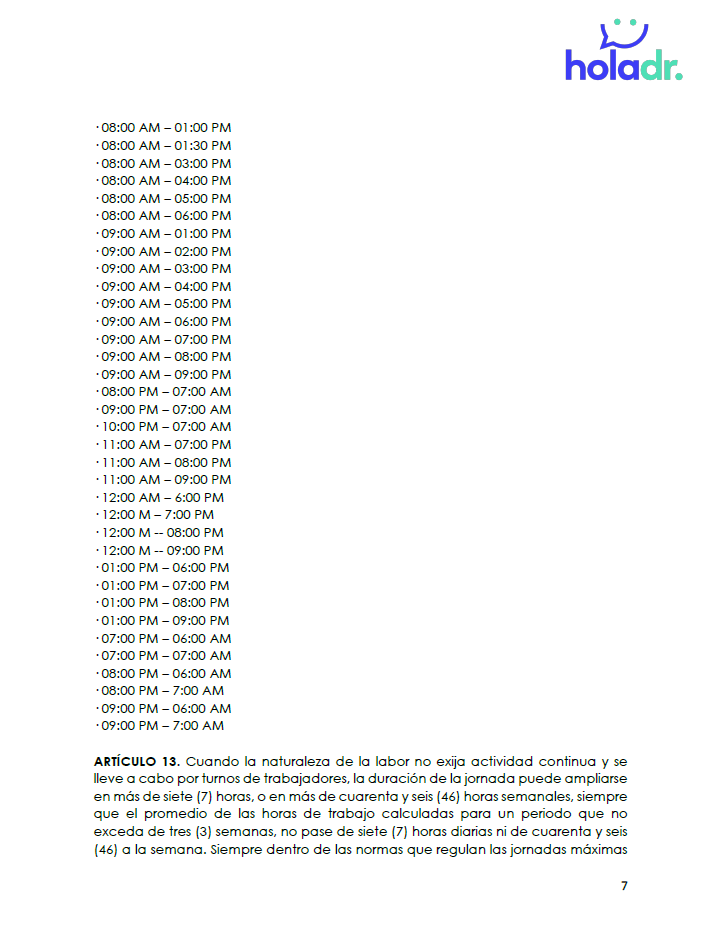 holadr.
·08:00 AM – 01:00 PM
·08:00 AM – 01:30 PM
·08:00 AM – 03:00 PM
·08:00 AM – 04:00 PM
·08:00 AM – 05:00 PM
·08:00 AM – 06:00 PM
·09:00 AM – 01:00 PM
·09:00 AM – 02:00 PM
·09:00 AM – 03:00 PM
·09:00 AM – 04:00 PM
·09:00 AM – 05:00 PM
·09:00 AM – 06:00 PM
·09:00 AM – 07:00 PM
·09:00 AM – 08:00 PM
·09:00 AM – 09:00 PM
·08:00 PM – 07:00 AM
·09:00 PM – 07:00 AM
·10:00 PM – 07:00 AM
·11:00 AM – 07:00 PM
·11:00 AM – 08:00 PM
·11:00 AM – 09:00 PM
·12:00 AM – 6:00 PM
·12:00 M – 7:00 PM
·12:00 M -- 08:00 PM
·12:00 M -- 09:00 PM
·01:00 PM – 06:00 PM
·01:00 PM – 07:00 PM
·01:00 PM – 08:00 PM
·01:00 PM – 09:00 PM
·07:00 PM – 06:00 AM
·07:00 PM – 07:00 AM
·08:00 PM – 06:00 AM
·08:00 PM – 7:00 AM
·09:00 PM – 06:00 AM
·09:00 PM – 7:00 AM
ARTÍCULO 13. Cuando la naturaleza de la labor no exija actividad continua y se
lleve a cabo por turnos de trabajadores, la duración de la jornada puede ampliarse
en más de siete (7) horas, o en más de cuarenta y seis (46) horas semanales, siempre
que el promedio de las horas de trabajo calculadas para un periodo que no
exceda de tres (3) semanas, no pase de siete (7) horas diarias ni de cuarenta y seis
(46) a la semana. Siempre dentro de las normas que regulan las jornadas máximas
7